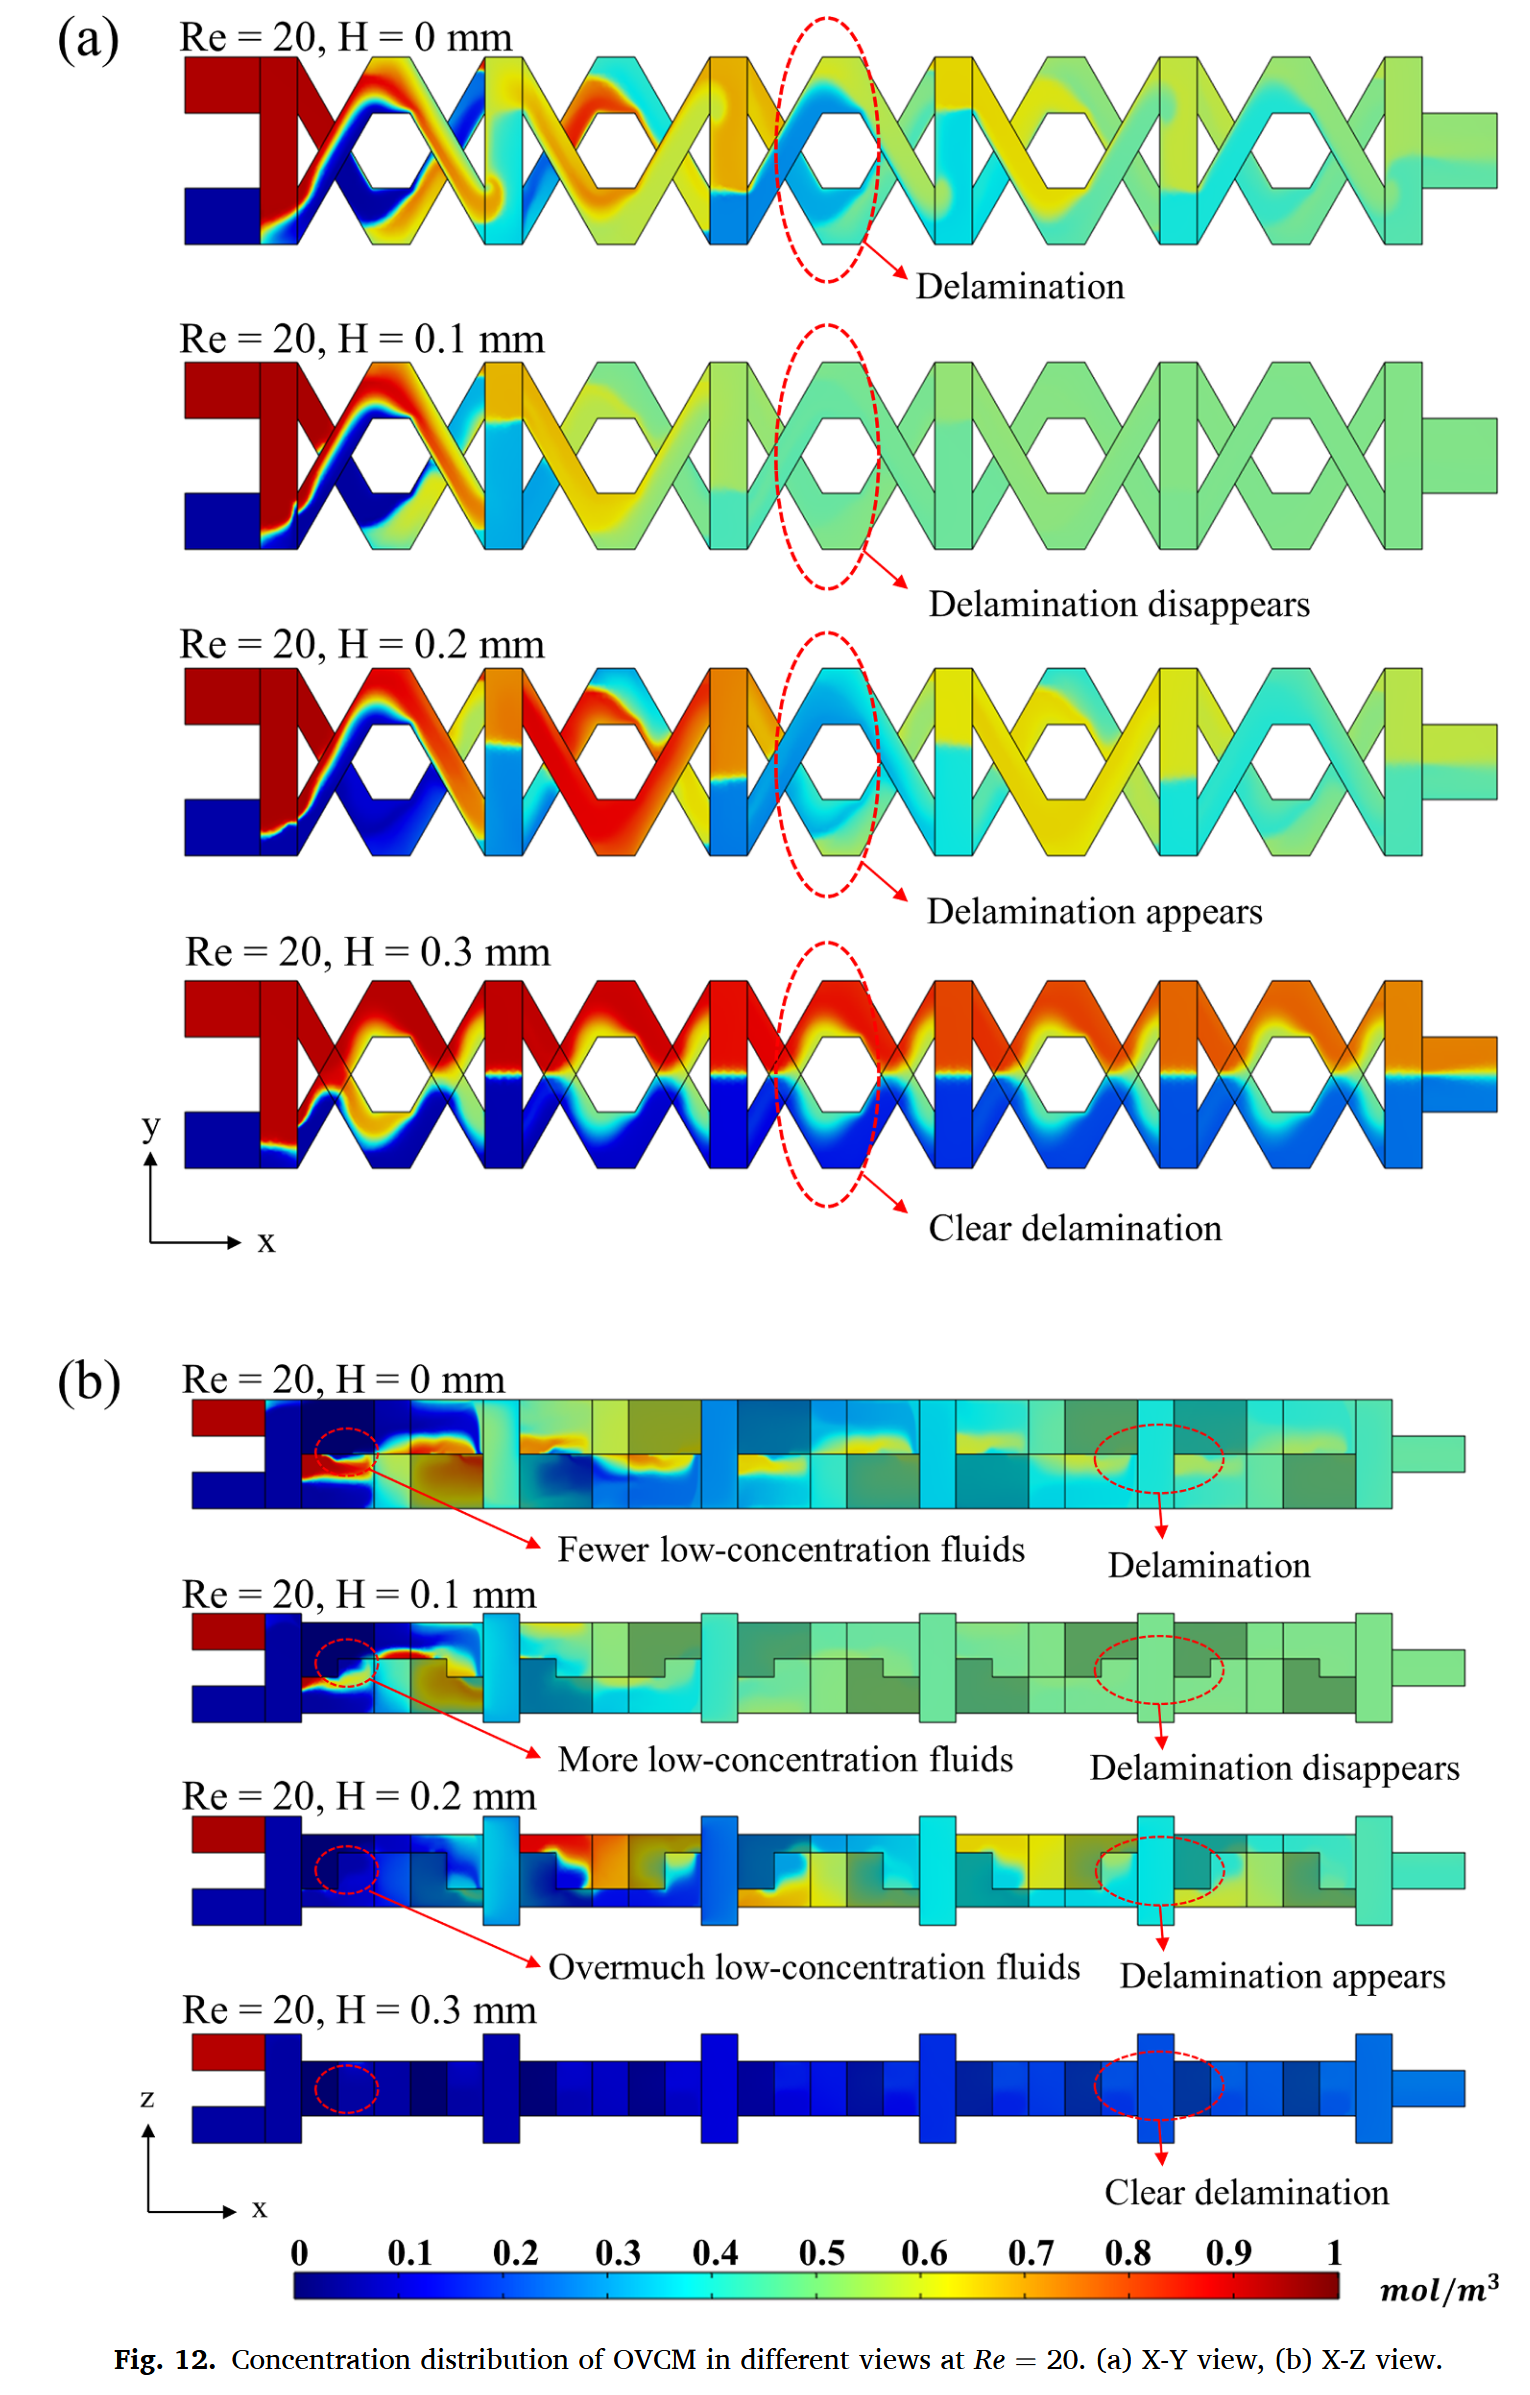 (a)
Re = 20, H = 0 mm
Delamination
Re = 20, H = 0.1 mm
Delamination disappears
Re = 20, H = 0.2 mm
Delamination appears
Re = 20, H = 0.3 mm
Clear delamination
y
x
(b)
Re = 20, H = 0 mm
Fewer low-concentration fluids
Delamination
Re = 20, H = 0.1 mm
More low-concentration fluids
Delamination disappears
Re = 20, H = 0.2 mm
Overmuch low-concentration fluids
Delamination appears
Re = 20, H = 0.3 mm
Clear delamination
z
x
0 0.1 0.2 0.3 0.4 0.5 0.6 0.7 0.8 0.9 1
mol/m³
Fig. 12. Concentration distribution of OVCM in different views at Re = 20. (a) X-Y view, (b) X-Z view.